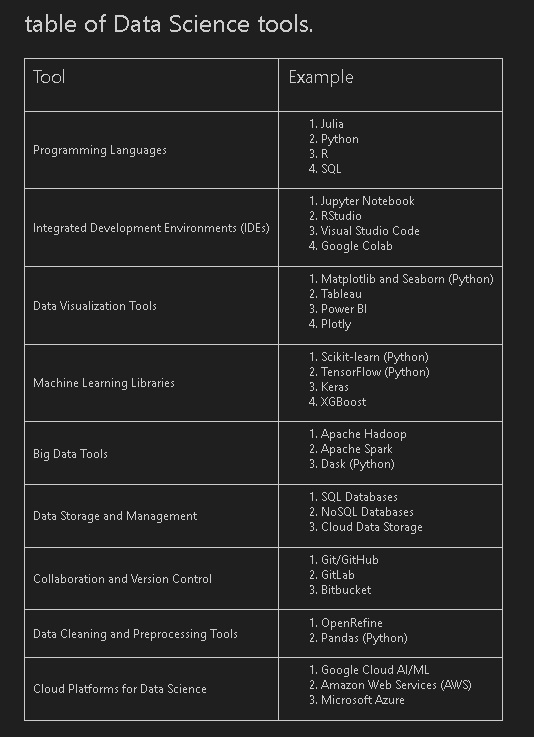 table of Data Science tools.
Tool
Example
Programming Languages
1. Julia
2. Python
3. R
4. SQL
Integrated Development Environments (IDEs)
1. Jupyter Notebook
2. RStudio
3. Visual Studio Code
4. Google Colab
Data Visualization Tools
1. Matplotlib and Seaborn (Python)
2. Tableau
3. Power BI
4. Plotly
Machine Learning Libraries
1. Scikit-learn (Python)
2. TensorFlow (Python)
3. Keras
4. XGBoost
Big Data Tools
1. Apache Hadoop
2. Apache Spark
3. Dask (Python)
Data Storage and Management
1. SQL Databases
2. NoSQL Databases
3. Cloud Data Storage
Collaboration and Version Control
1. Git/GitHub
2. GitLab
3. Bitbucket
Data Cleaning and Preprocessing Tools
1. OpenRefine
2. Pandas (Python)
Cloud Platforms for Data Science
1. Google Cloud AI/ML
2. Amazon Web Services (AWS)
3. Microsoft Azure